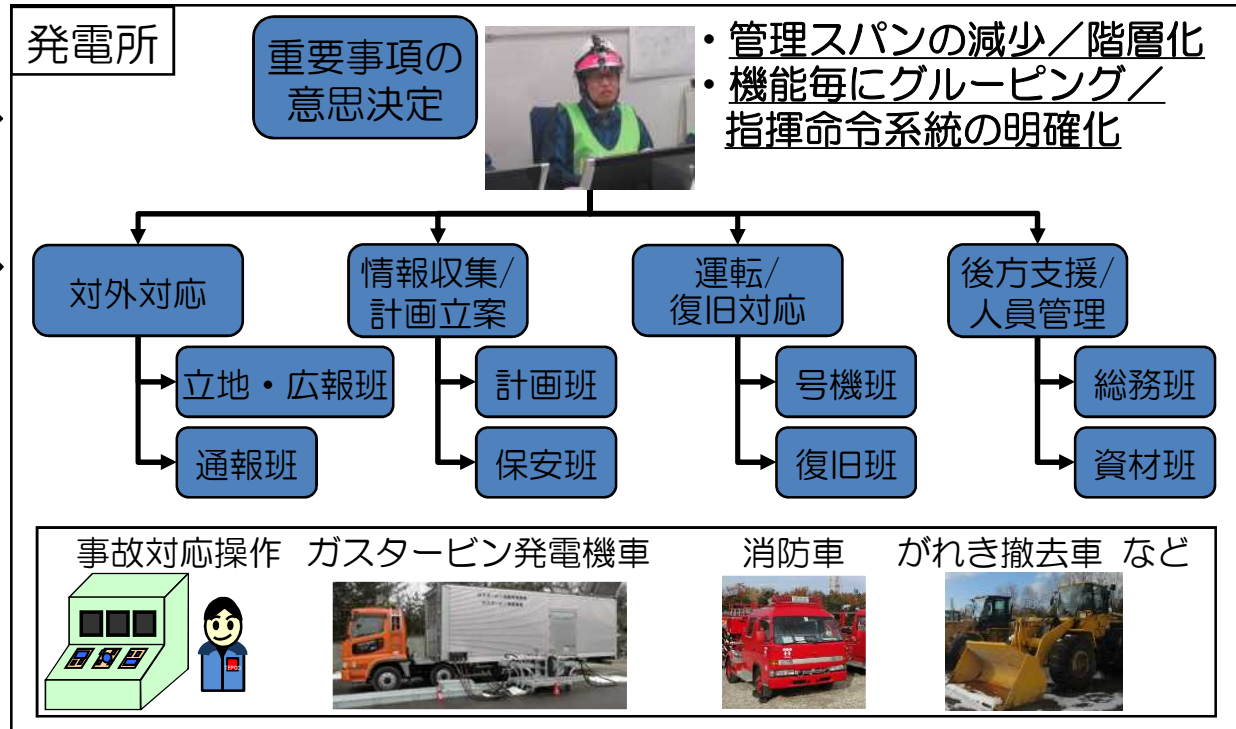 発電所
重要事項の
意思決定
・管理スパンの減少／階層化
・機能毎にグルーピング／
指揮命令系統の明確化
対外対応
情報収集/
計画立案
運転/
復旧対応
後方支援/
人員管理
立地・広報班
計画班
号機班
総務班
通報班
保安班
復旧班
資材班
事故対応操作
ガスタービン発電機車
消防車
がれき撤去車 など
TEPCO